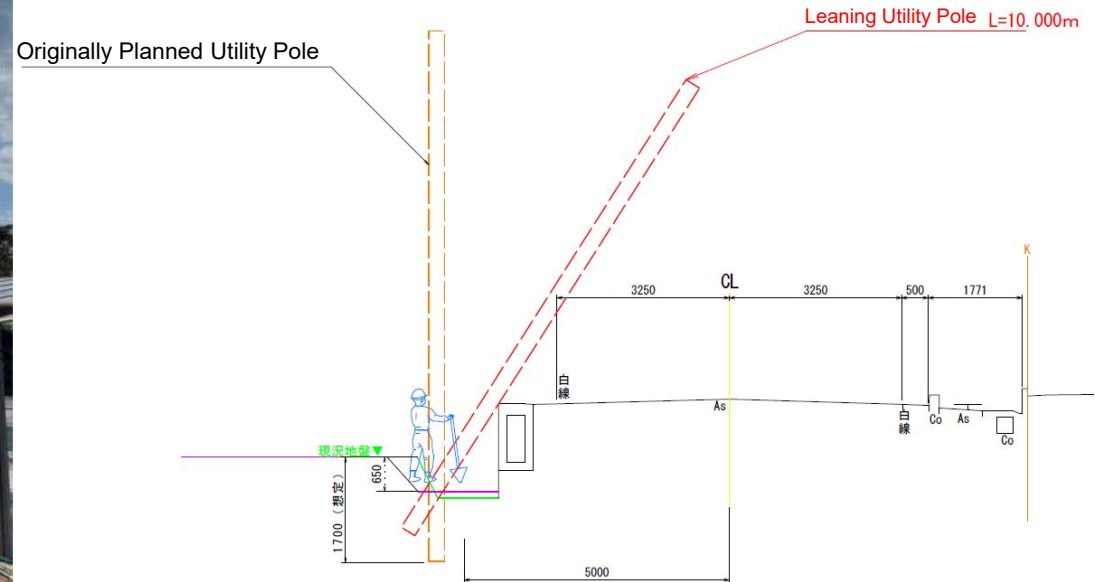 Leaning Utility Pole L=10.000m
Originally Planned Utility Pole
K
CL
3250
3250
500
1771
白線
As
白線
Co
As
Co
現況地盤▼
650
1700（想定）
5000